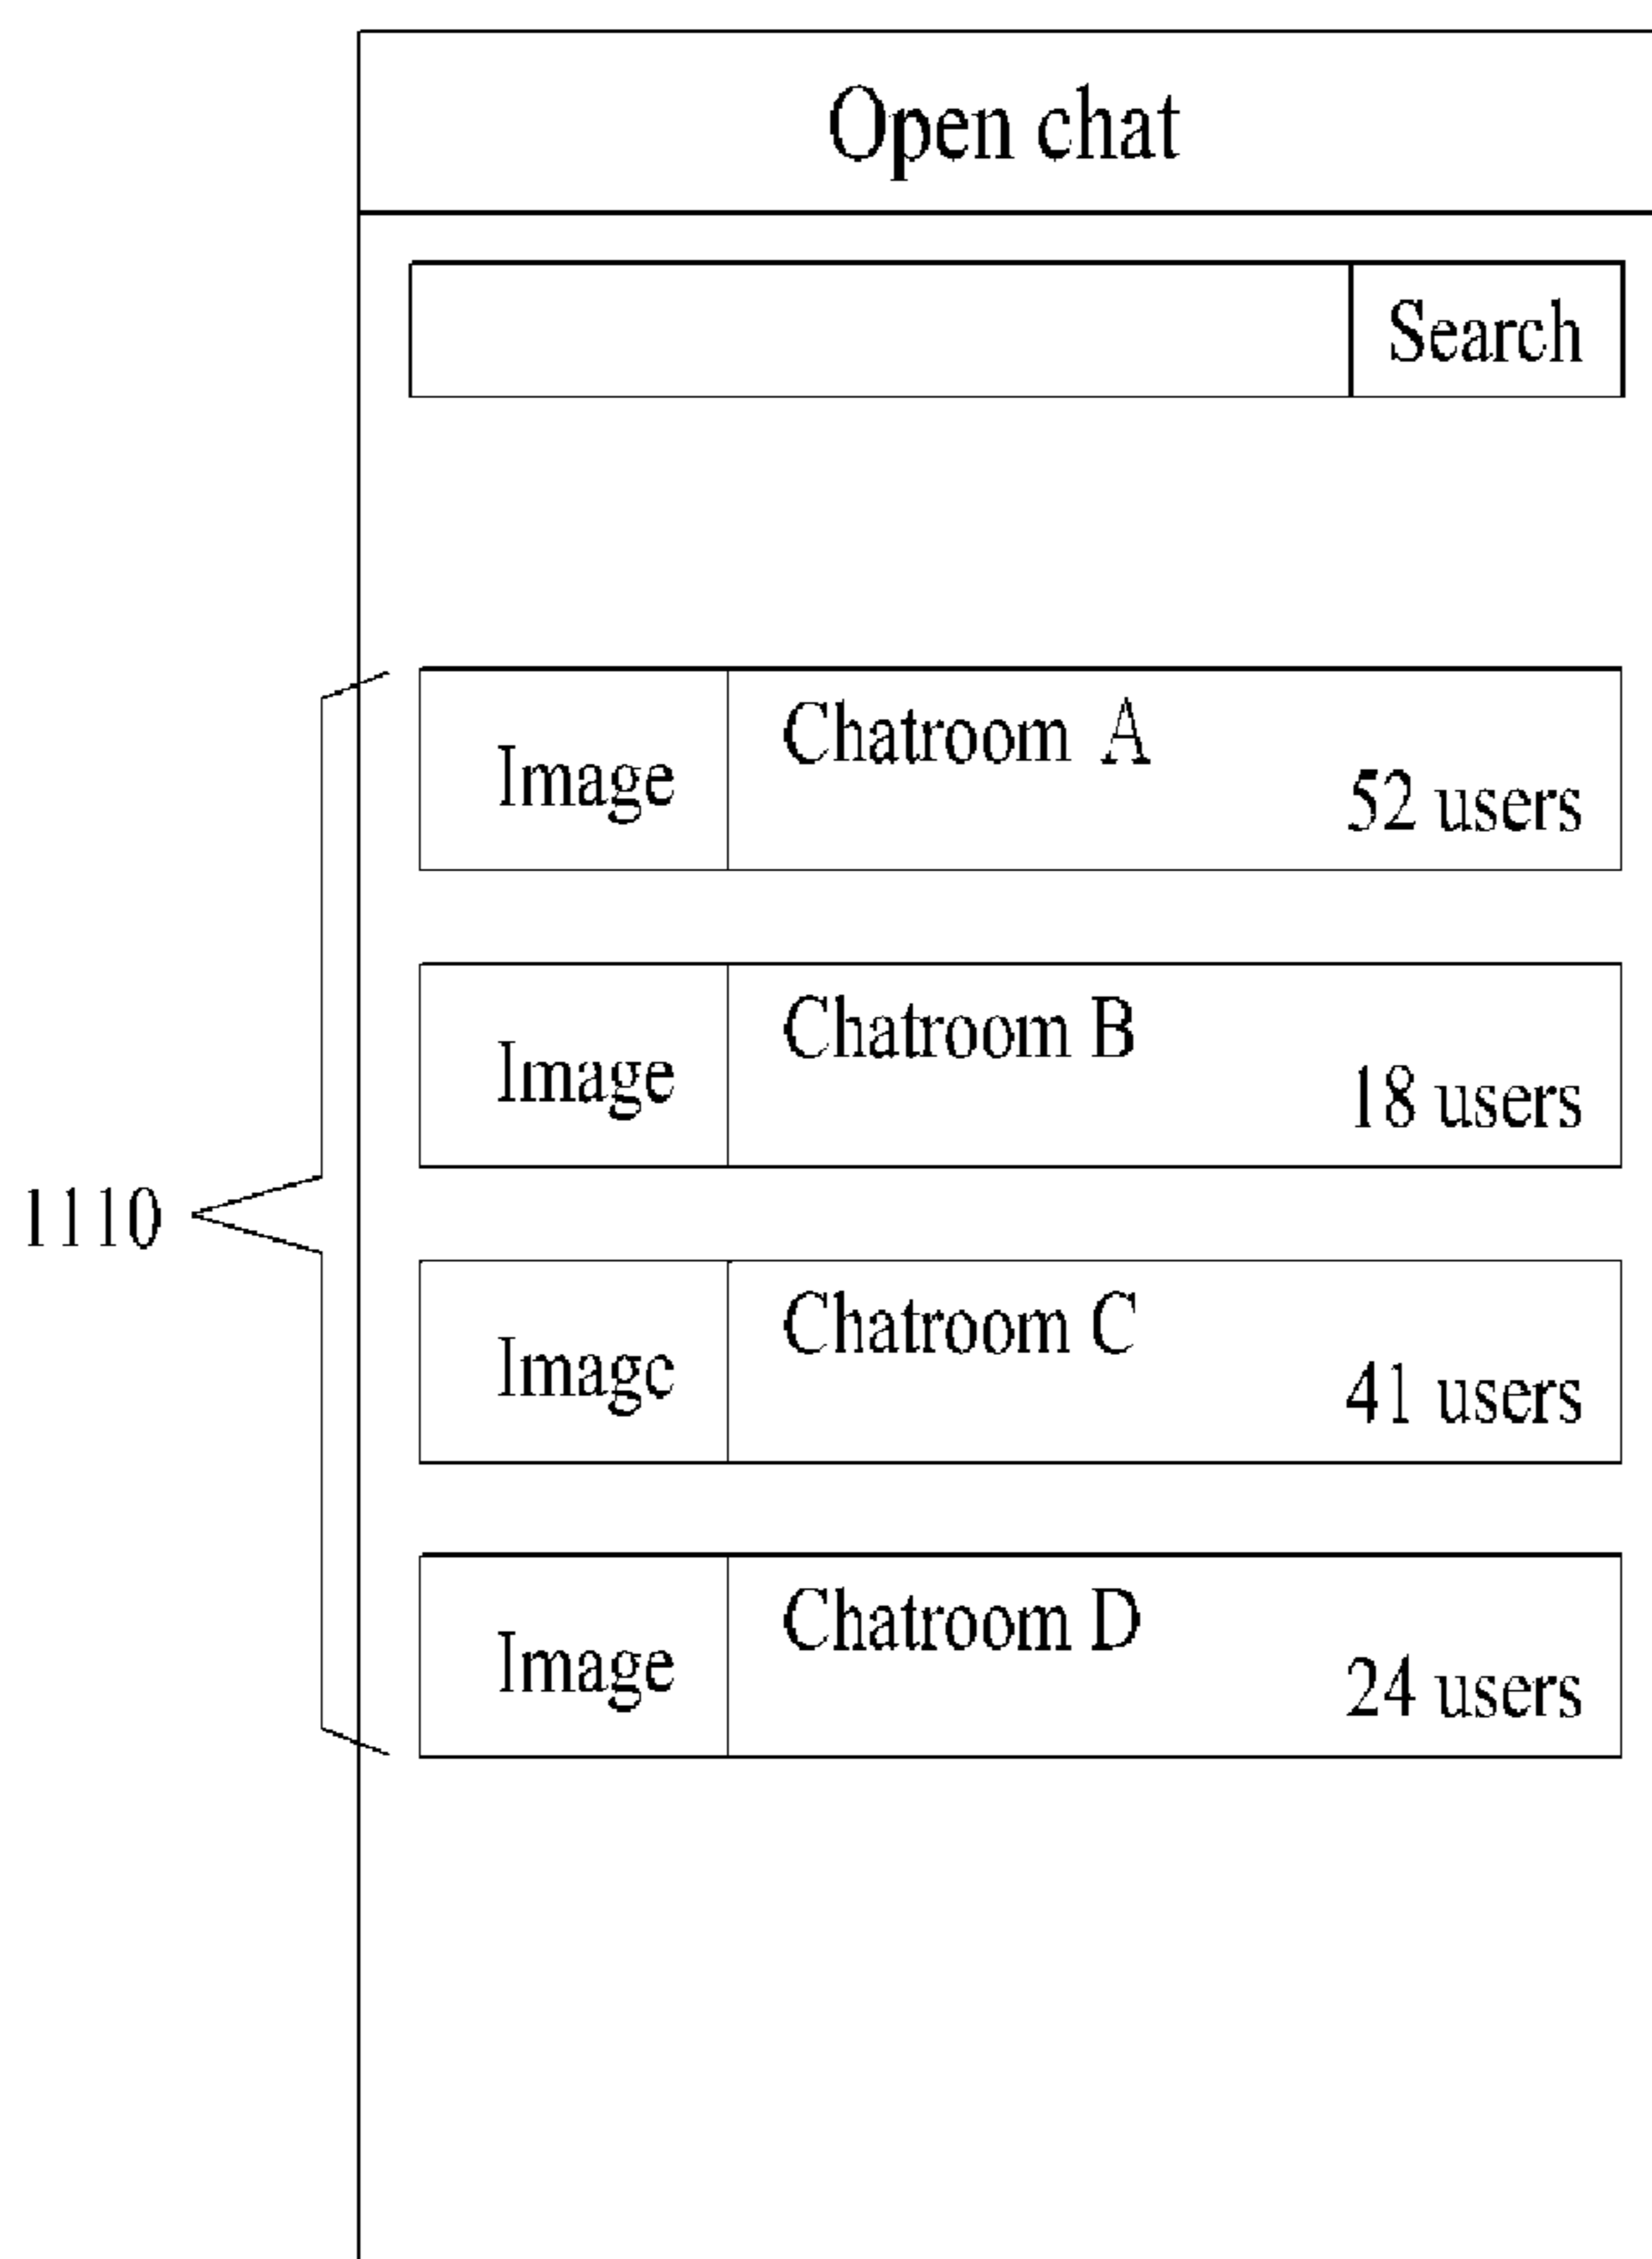 Open chat
Search
Chatroom A
Image
52 users
Chatroom B
Image
18 users
1110
Chatroom C
Image
41 users
Chatroom D
Image
24 users